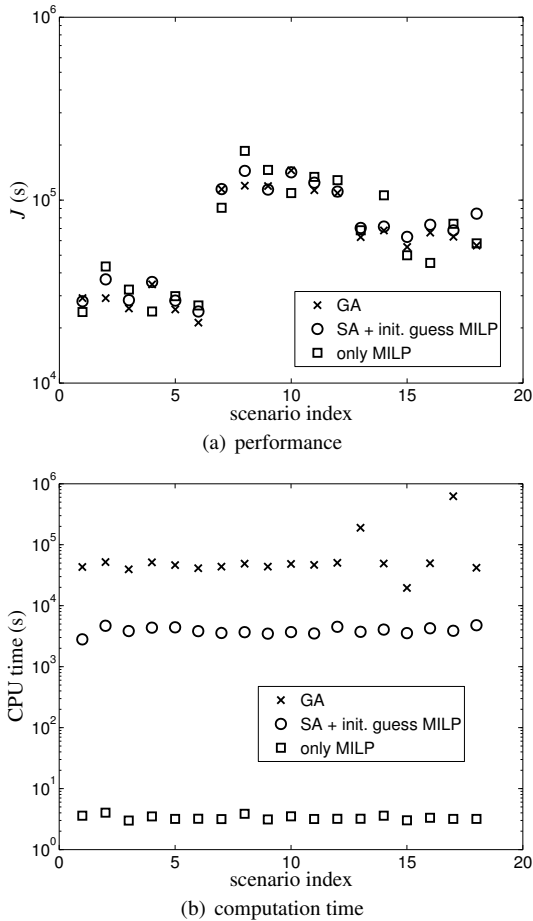 10^6
10^5
10^4
J (s)
GA
SA + init. guess MILP
only MILP
0 5 10 15 20
scenario index
(a) performance
10^6
10^5
10^4
10^3
10^2
10^1
10^0
CPU time (s)
GA
SA + init. guess MILP
only MILP
0 5 10 15 20
scenario index
(b) computation time